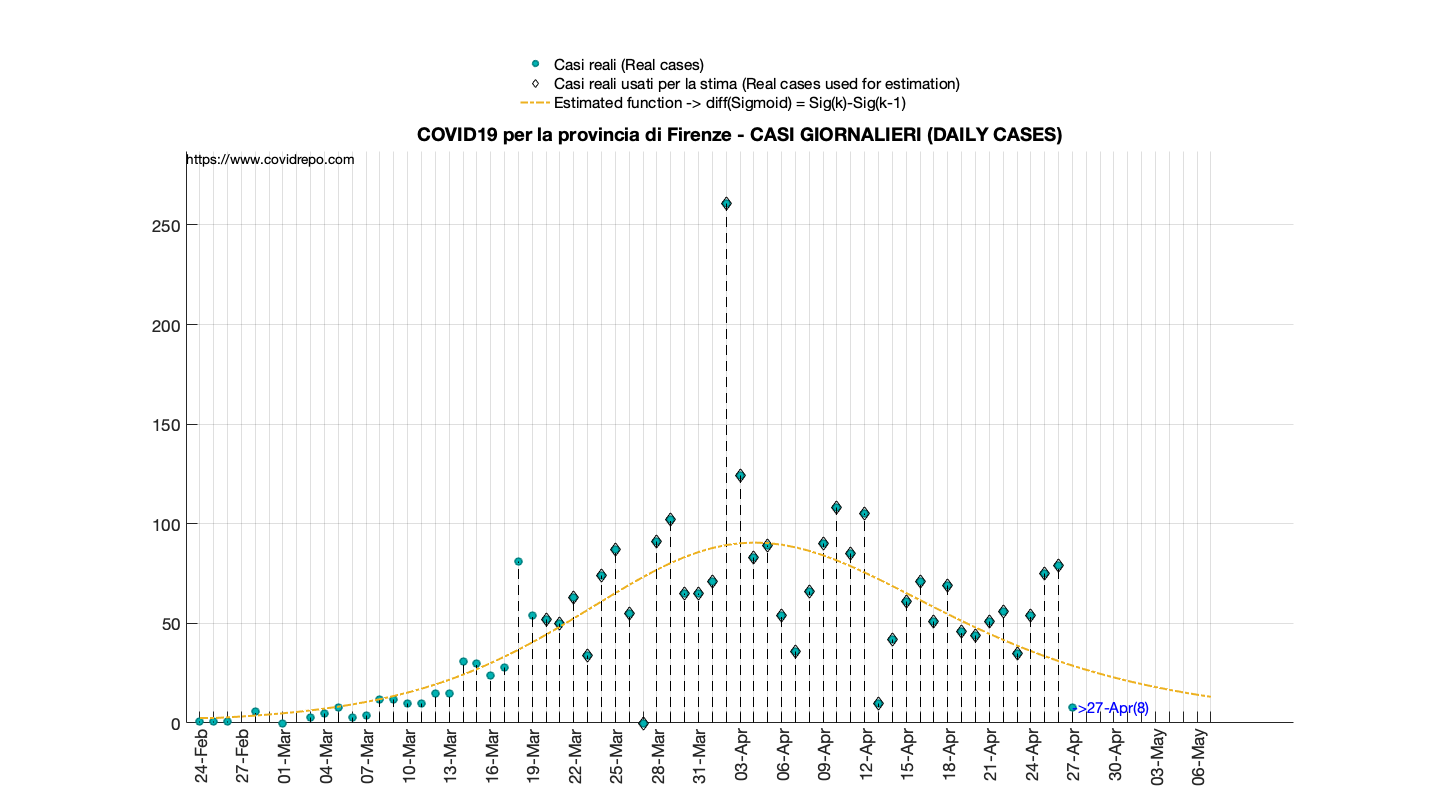 Casi reali (Real cases)
Casi reali usati per la stima (Real cases used for estimation)
Estimated function -> diff(Sigmoid) = Sig(k)-Sig(k-1)
COVID19 per la provincia di Firenze - CASI GIORNALIERI (DAILY CASES)
https://www.covidrepo.com
250
200
150
100
50
0
->27-Apr(8)
24-Feb
27-Feb
01-Mar
04-Mar
07-Mar
10-Mar
13-Mar
16-Mar
19-Mar
22-Mar
25-Mar
28-Mar
31-Mar
03-Apr
06-Apr
09-Apr
12-Apr
15-Apr
18-Apr
21-Apr
24-Apr
27-Apr
30-Apr
03-May
06-May